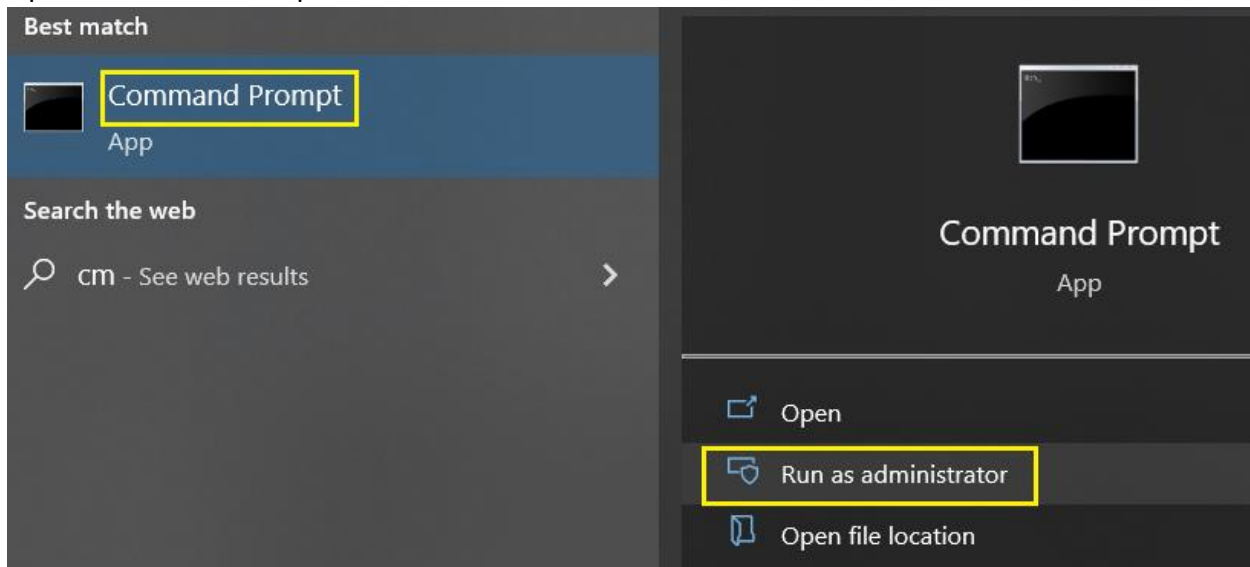 Best match
Command Prompt
App
Search the web
cm - See web results
Command Prompt
App
Open
Run as administrator
Open file location